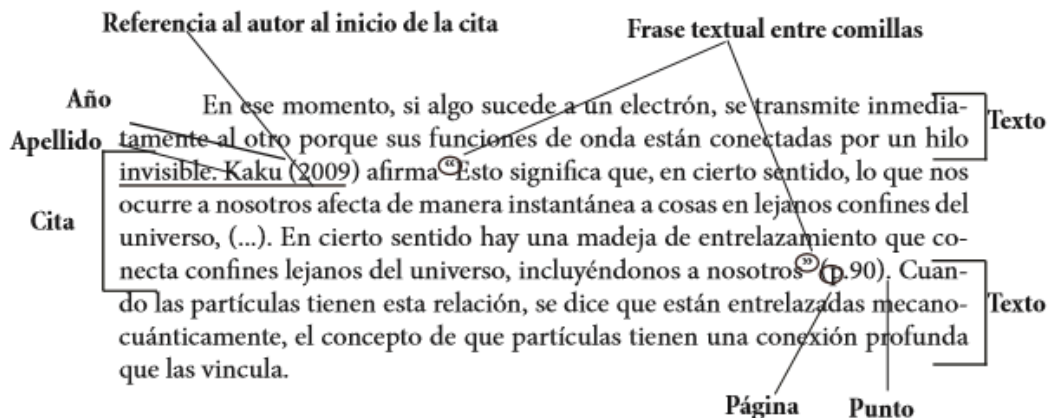 Referencia al autor al inicio de la cita
Frase textual entre comillas
Año
Apellido
Cita
En ese momento, si algo sucede a un electrón, se transmite inmedia-
tamente al otro porque sus funciones de onda están conectadas por un hilo
invisible. Kaku (2009) afirma “Esto significa que, en cierto sentido, lo que nos
ocurre a nosotros afecta de manera instantánea a cosas en lejanos confines del
universo, (...). En cierto sentido hay una madeja de entrelazamiento que co-
necta confines lejanos del universo, incluyéndonos a nosotros” (p.90). Cuan-
do las partículas tienen esta relación, se dice que están entrelazadas mecano-
cuánticamente, el concepto de que partículas tienen una conexión profunda
que las vincula.
Texto
Texto
Página
Punto